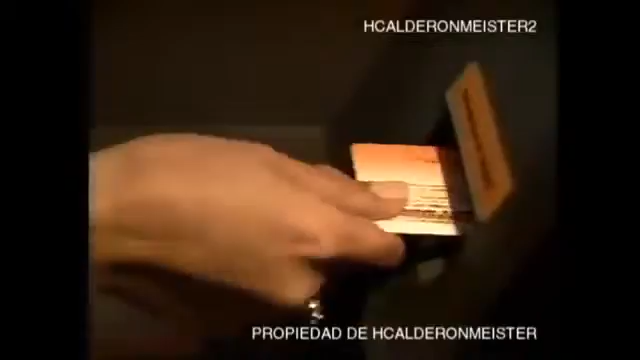 HCALDERONMEISTER2
PROPIEDAD DE HCALDERONMEISTER